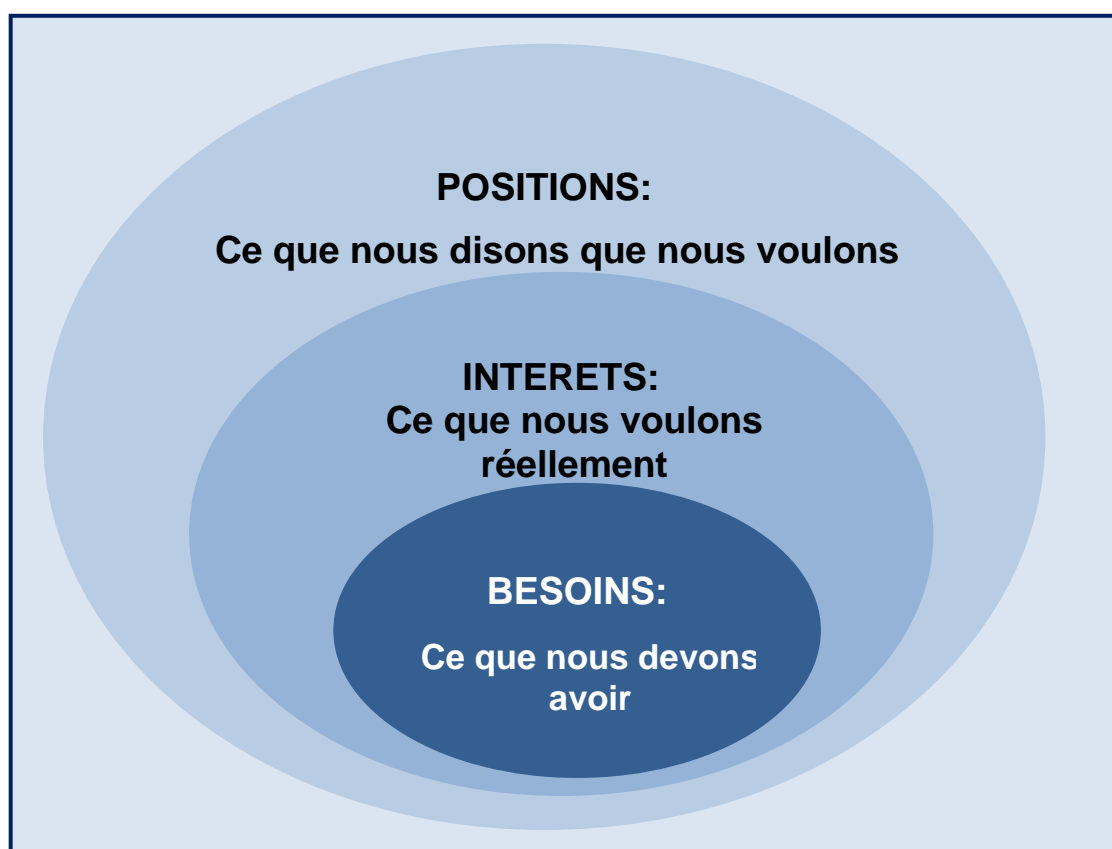 POSITIONS:
Ce que nous disons que nous voulons
INTERETS:
Ce que nous voulons
réellement
BESOINS:
Ce que nous devons
avoir